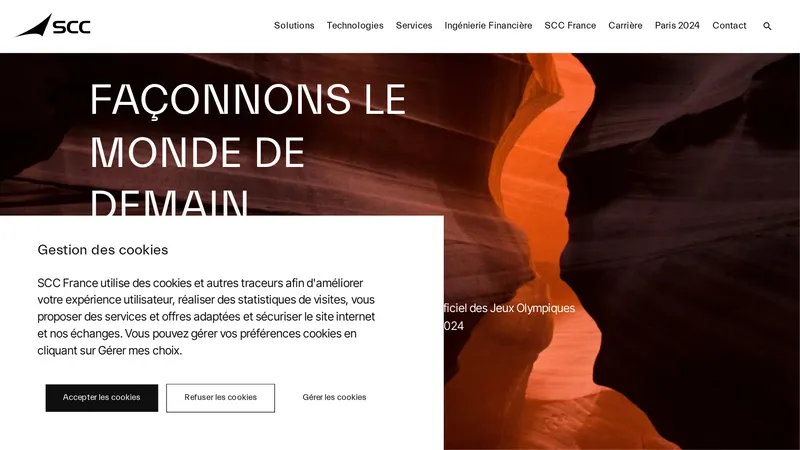 SCC
Solutions Technologies Services Ingénierie Financière SCC France Carrière Paris 2024 Contact
FAÇONNONS LE
MONDE DE
DEMAIN
Gestion des cookies
SCC France utilise des cookies et autres traceurs afin d'améliorer
votre expérience utilisateur, réaliser des statistiques de visites, vous
proposer des services et offres adaptées et sécuriser le site internet
et nos échanges. Vous pouvez gérer vos préférences cookies en
cliquant sur Gérer mes choix.
des Jeux Olympiques
Accepter les cookies Refuser les cookies Gérer les cookies